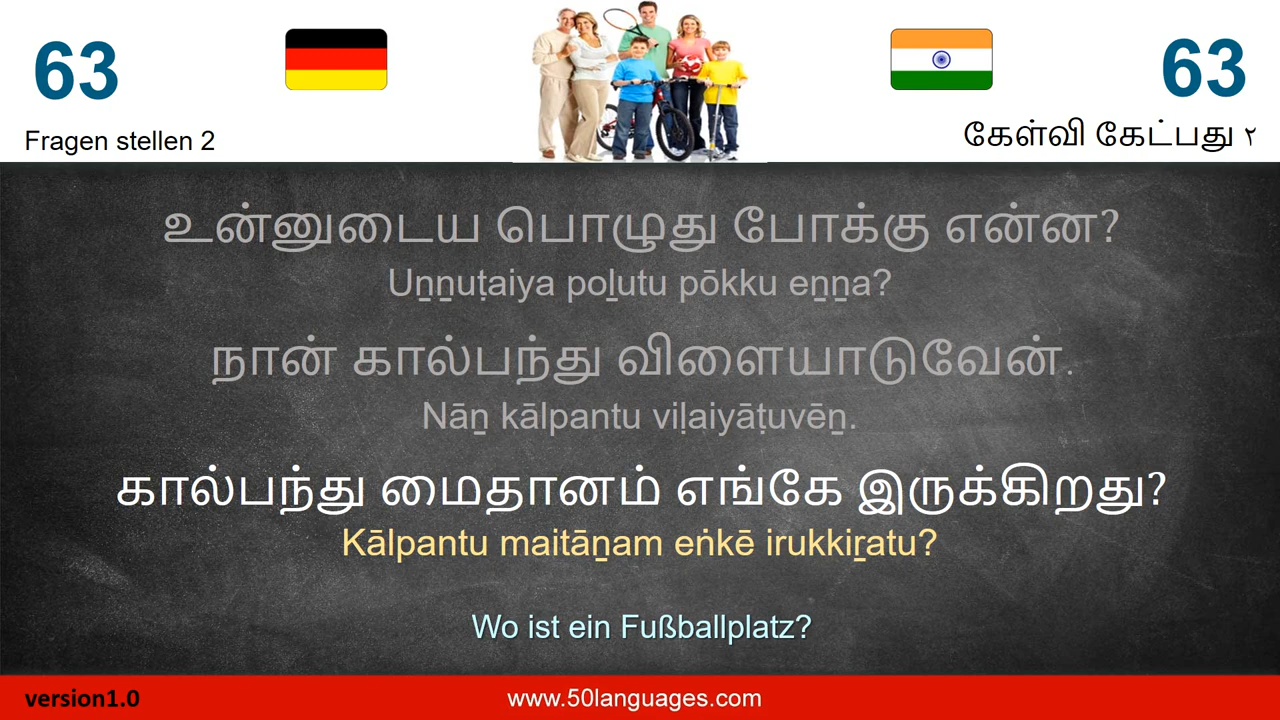 63
63
Fragen stellen 2
கேள்வி கேட்பது ٢
உன்னுடைய பொழுது போக்கு என்ன?
Uṉṉuṭaiya poḻutu pōkku eṉṉa?
நான் கால்பந்து விளையாடுவேன்.
Nāṉ kālpantu viḷaiyāṭuvēṉ.
கால்பந்து மைதானம் எங்கே இருக்கிறது?
Kālpantu maitāṉam eṅkē irukkiṟatu?
Wo ist ein Fußballplatz?
version1.0
www.50languages.com